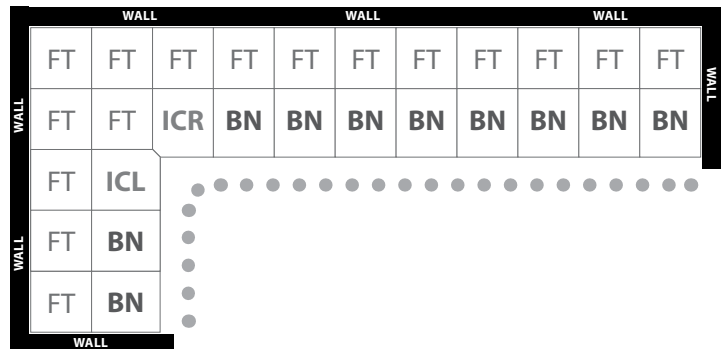 WALL WALL WALL
FT FT FT FT FT FT FT FT FT FT FT
WALL
WALL
FT FT ICR BN BN BN BN BN BN BN BN
FT ICL
WALL
FT BN
FT BN
WALL